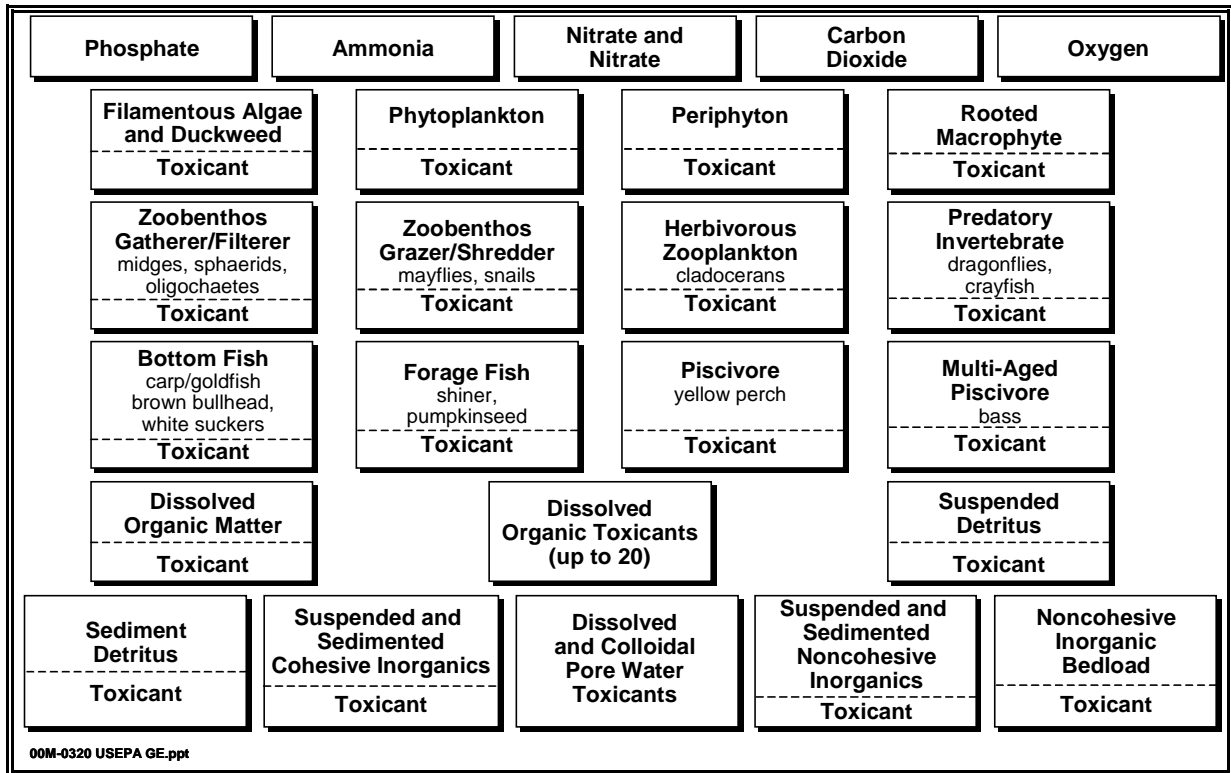 Phosphate
Ammonia
Nitrate and
Nitrate
Carbon
Dioxide
Oxygen
Filamentous Algae
and Duckweed
Toxicant
Phytoplankton
Toxicant
Periphyton
Toxicant
Rooted
Macrophyte
Toxicant
Zoobenthos
Gatherer/Filterer
midges, sphaerids,
oligochaetes
Toxicant
Zoobenthos
Grazer/Shredder
mayflies, snails
Toxicant
Herbivorous
Zooplankton
cladocerans
Toxicant
Predatory
Invertebrate
dragonflies,
crayfish
Toxicant
Bottom Fish
carp/goldfish
brown bullhead,
white suckers
Toxicant
Forage Fish
shiner,
pumpkinseed
Toxicant
Piscivore
yellow perch
Toxicant
Multi-Aged
Piscivore
bass
Toxicant
Dissolved
Organic Matter
Toxicant
Dissolved
Organic Toxicants
(up to 20)
Suspended
Detritus
Toxicant
Sediment
Detritus
Toxicant
Suspended and
Sedimented
Cohesive Inorganics
Toxicant
Dissolved
and Colloidal
Pore Water
Toxicants
Suspended and
Sedimented
Noncohesive
Inorganics
Toxicant
Noncohesive
Inorganic
Bedload
Toxicant
00M-0320 USEPA GE.ppt